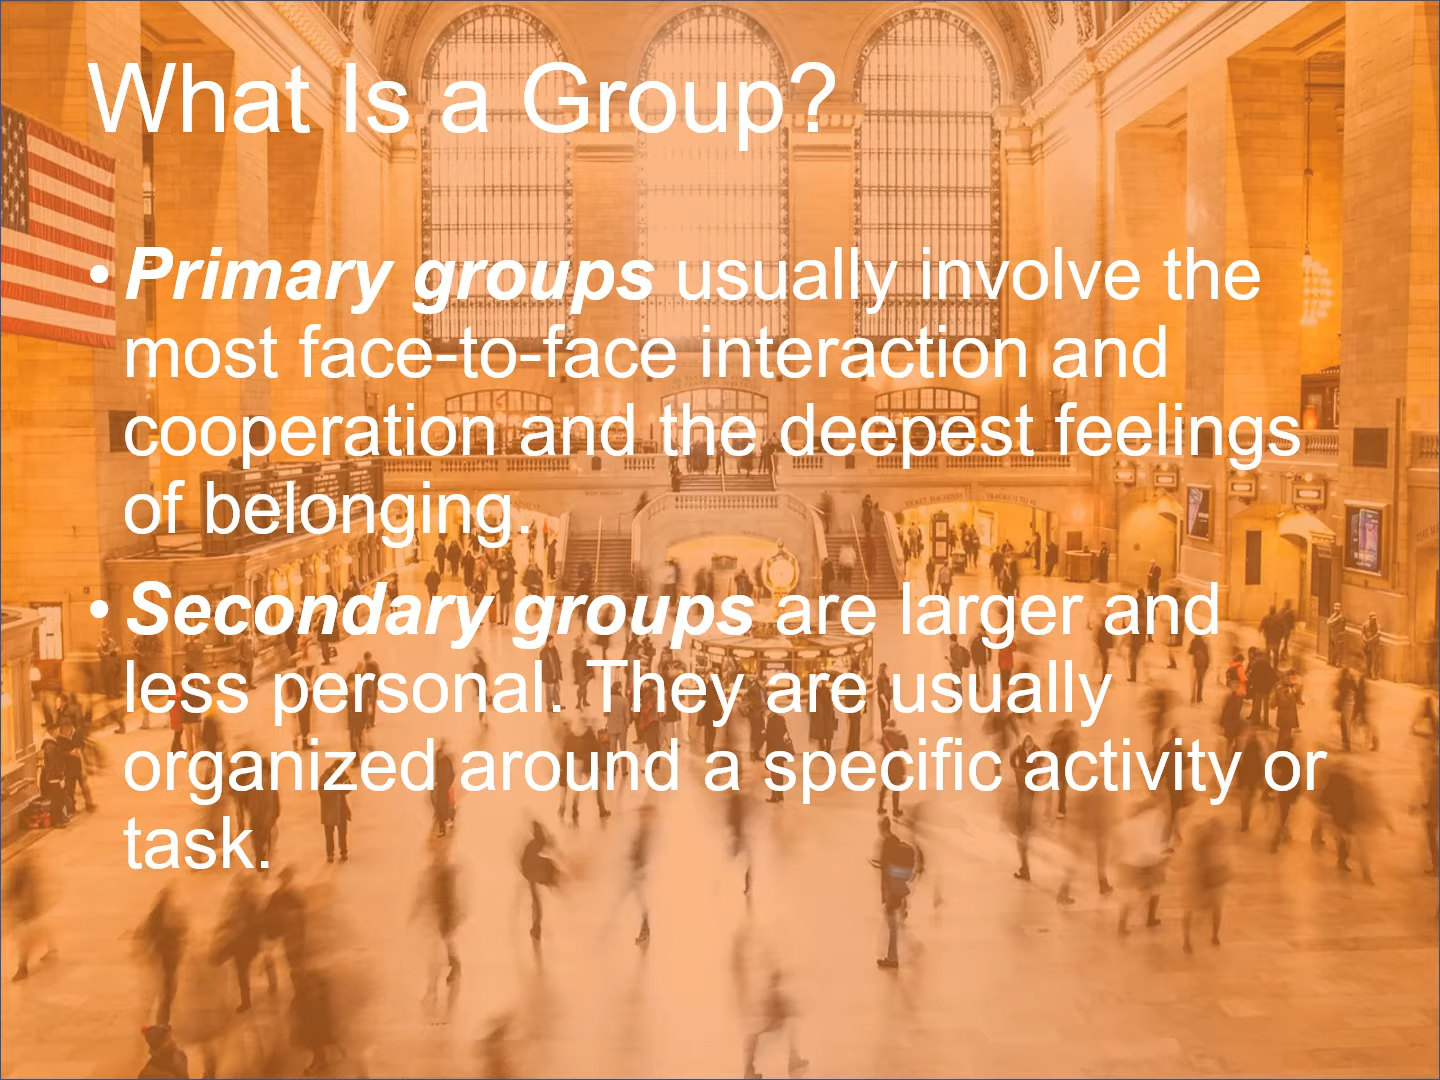 What Is a Group?
• Primary groups usually involve the
most face-to-face interaction and
cooperation and the deepest feelings
of belonging.
• Secondary groups are larger and
less personal. They are usually
organized around a specific activity or
task.